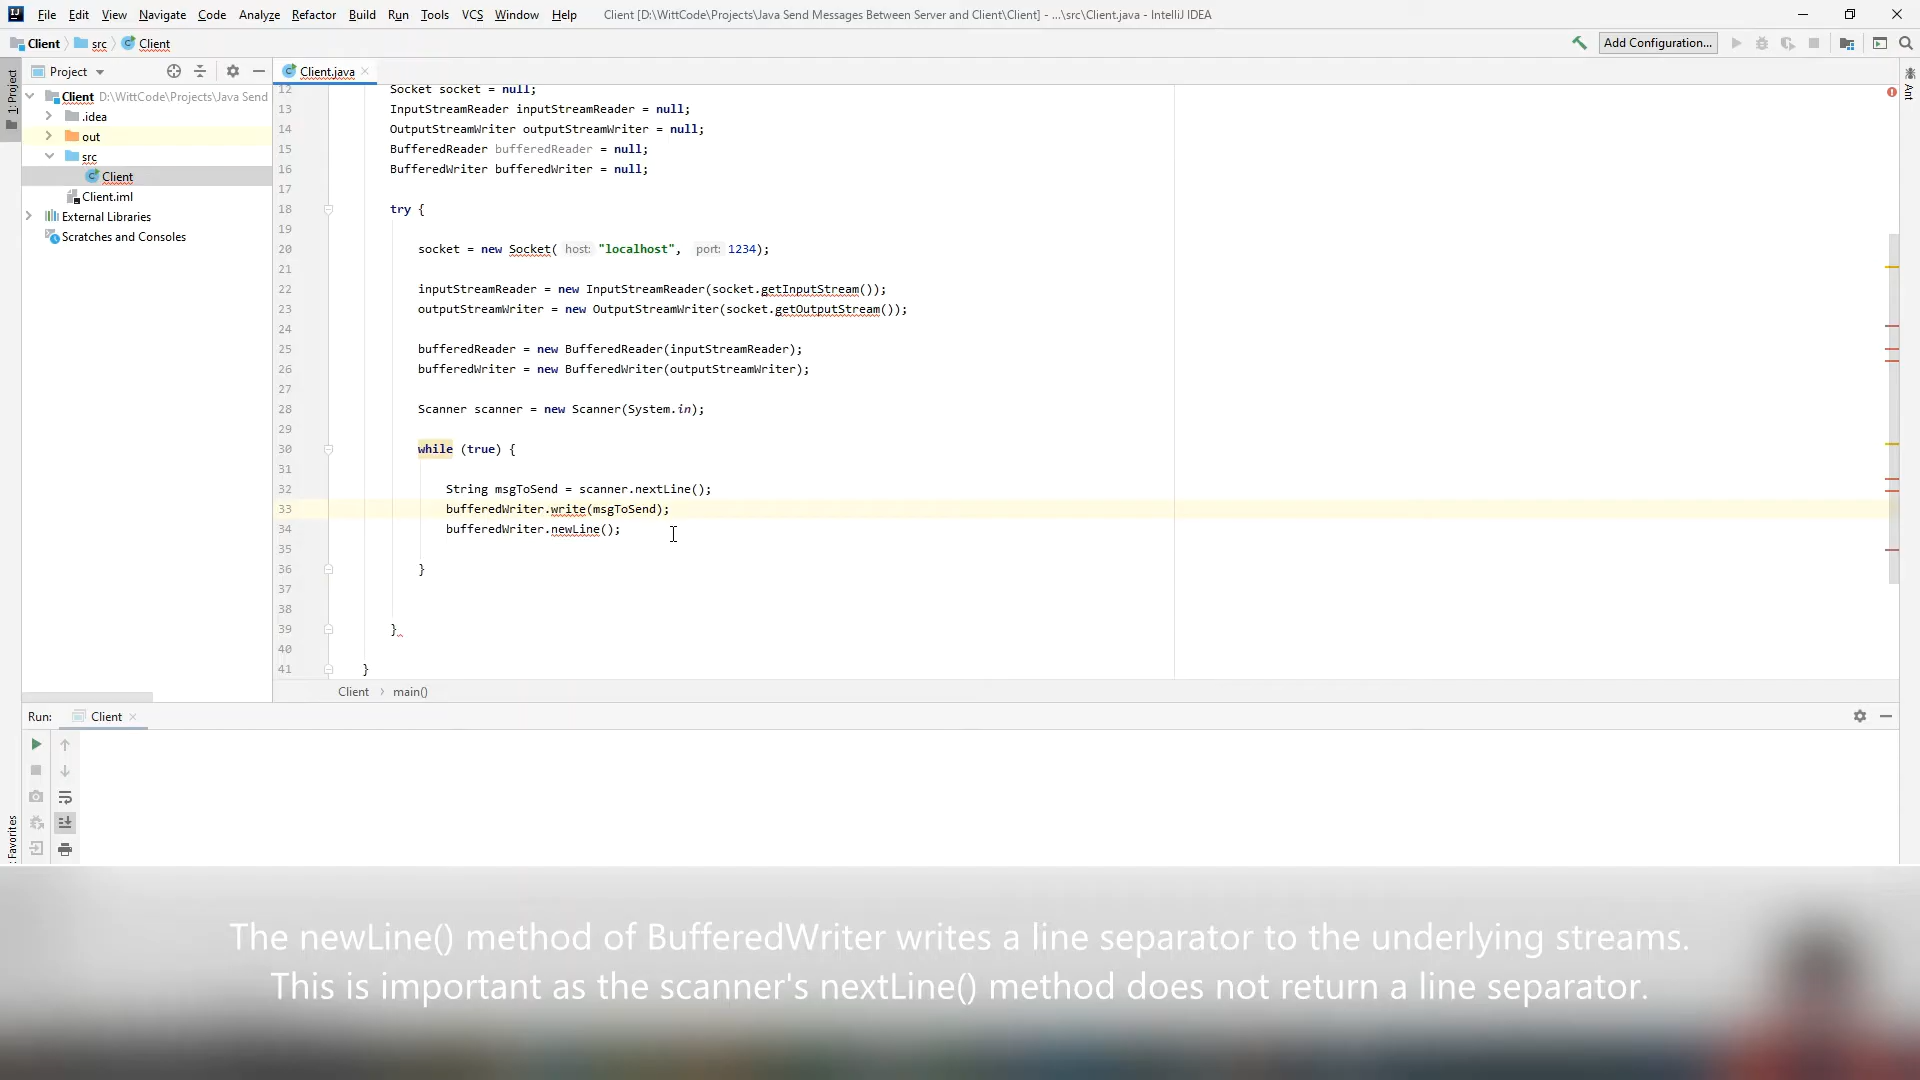 File Edit View Navigate Code Analyze Refactor Build Run Tools VCS Window Help Client [D:\WittCode\Projects\Java Send Messages Between Server and Client\Client] - ...\src\Client.java - IntelliJ IDEA
Client src Client Add Configuration...
Project Client.java
1: Project
Ant
Client D:\WittCode\Projects\Java Send
.idea
out
src
Client
Client.iml
External Libraries
Scratches and Consoles
12 Socket socket = null;
13 InputStreamReader inputStreamReader = null;
14 OutputStreamWriter outputStreamWriter = null;
15 BufferedReader bufferedReader = null;
16 BufferedWriter bufferedWriter = null;
17
18 try {
19
20 socket = new Socket( host: "localhost", port: 1234);
21
22 inputStreamReader = new InputStreamReader(socket.getInputStream());
23 outputStreamWriter = new OutputStreamWriter(socket.getOutputStream());
24
25 bufferedReader = new BufferedReader(inputStreamReader);
26 bufferedWriter = new BufferedWriter(outputStreamWriter);
27
28 Scanner scanner = new Scanner(System.in);
29
30 while (true) {
31
32 String msgToSend = scanner.nextLine();
33 bufferedWriter.write(msgToSend);
34 bufferedWriter.newLine();
35
36 }
37
38
39 }
40
41 }
Client main()
Run: Client
Favorites
The newLine() method of BufferedWriter writes a line separator to the underlying streams.
This is important as the scanner's nextLine() method does not return a line separator.